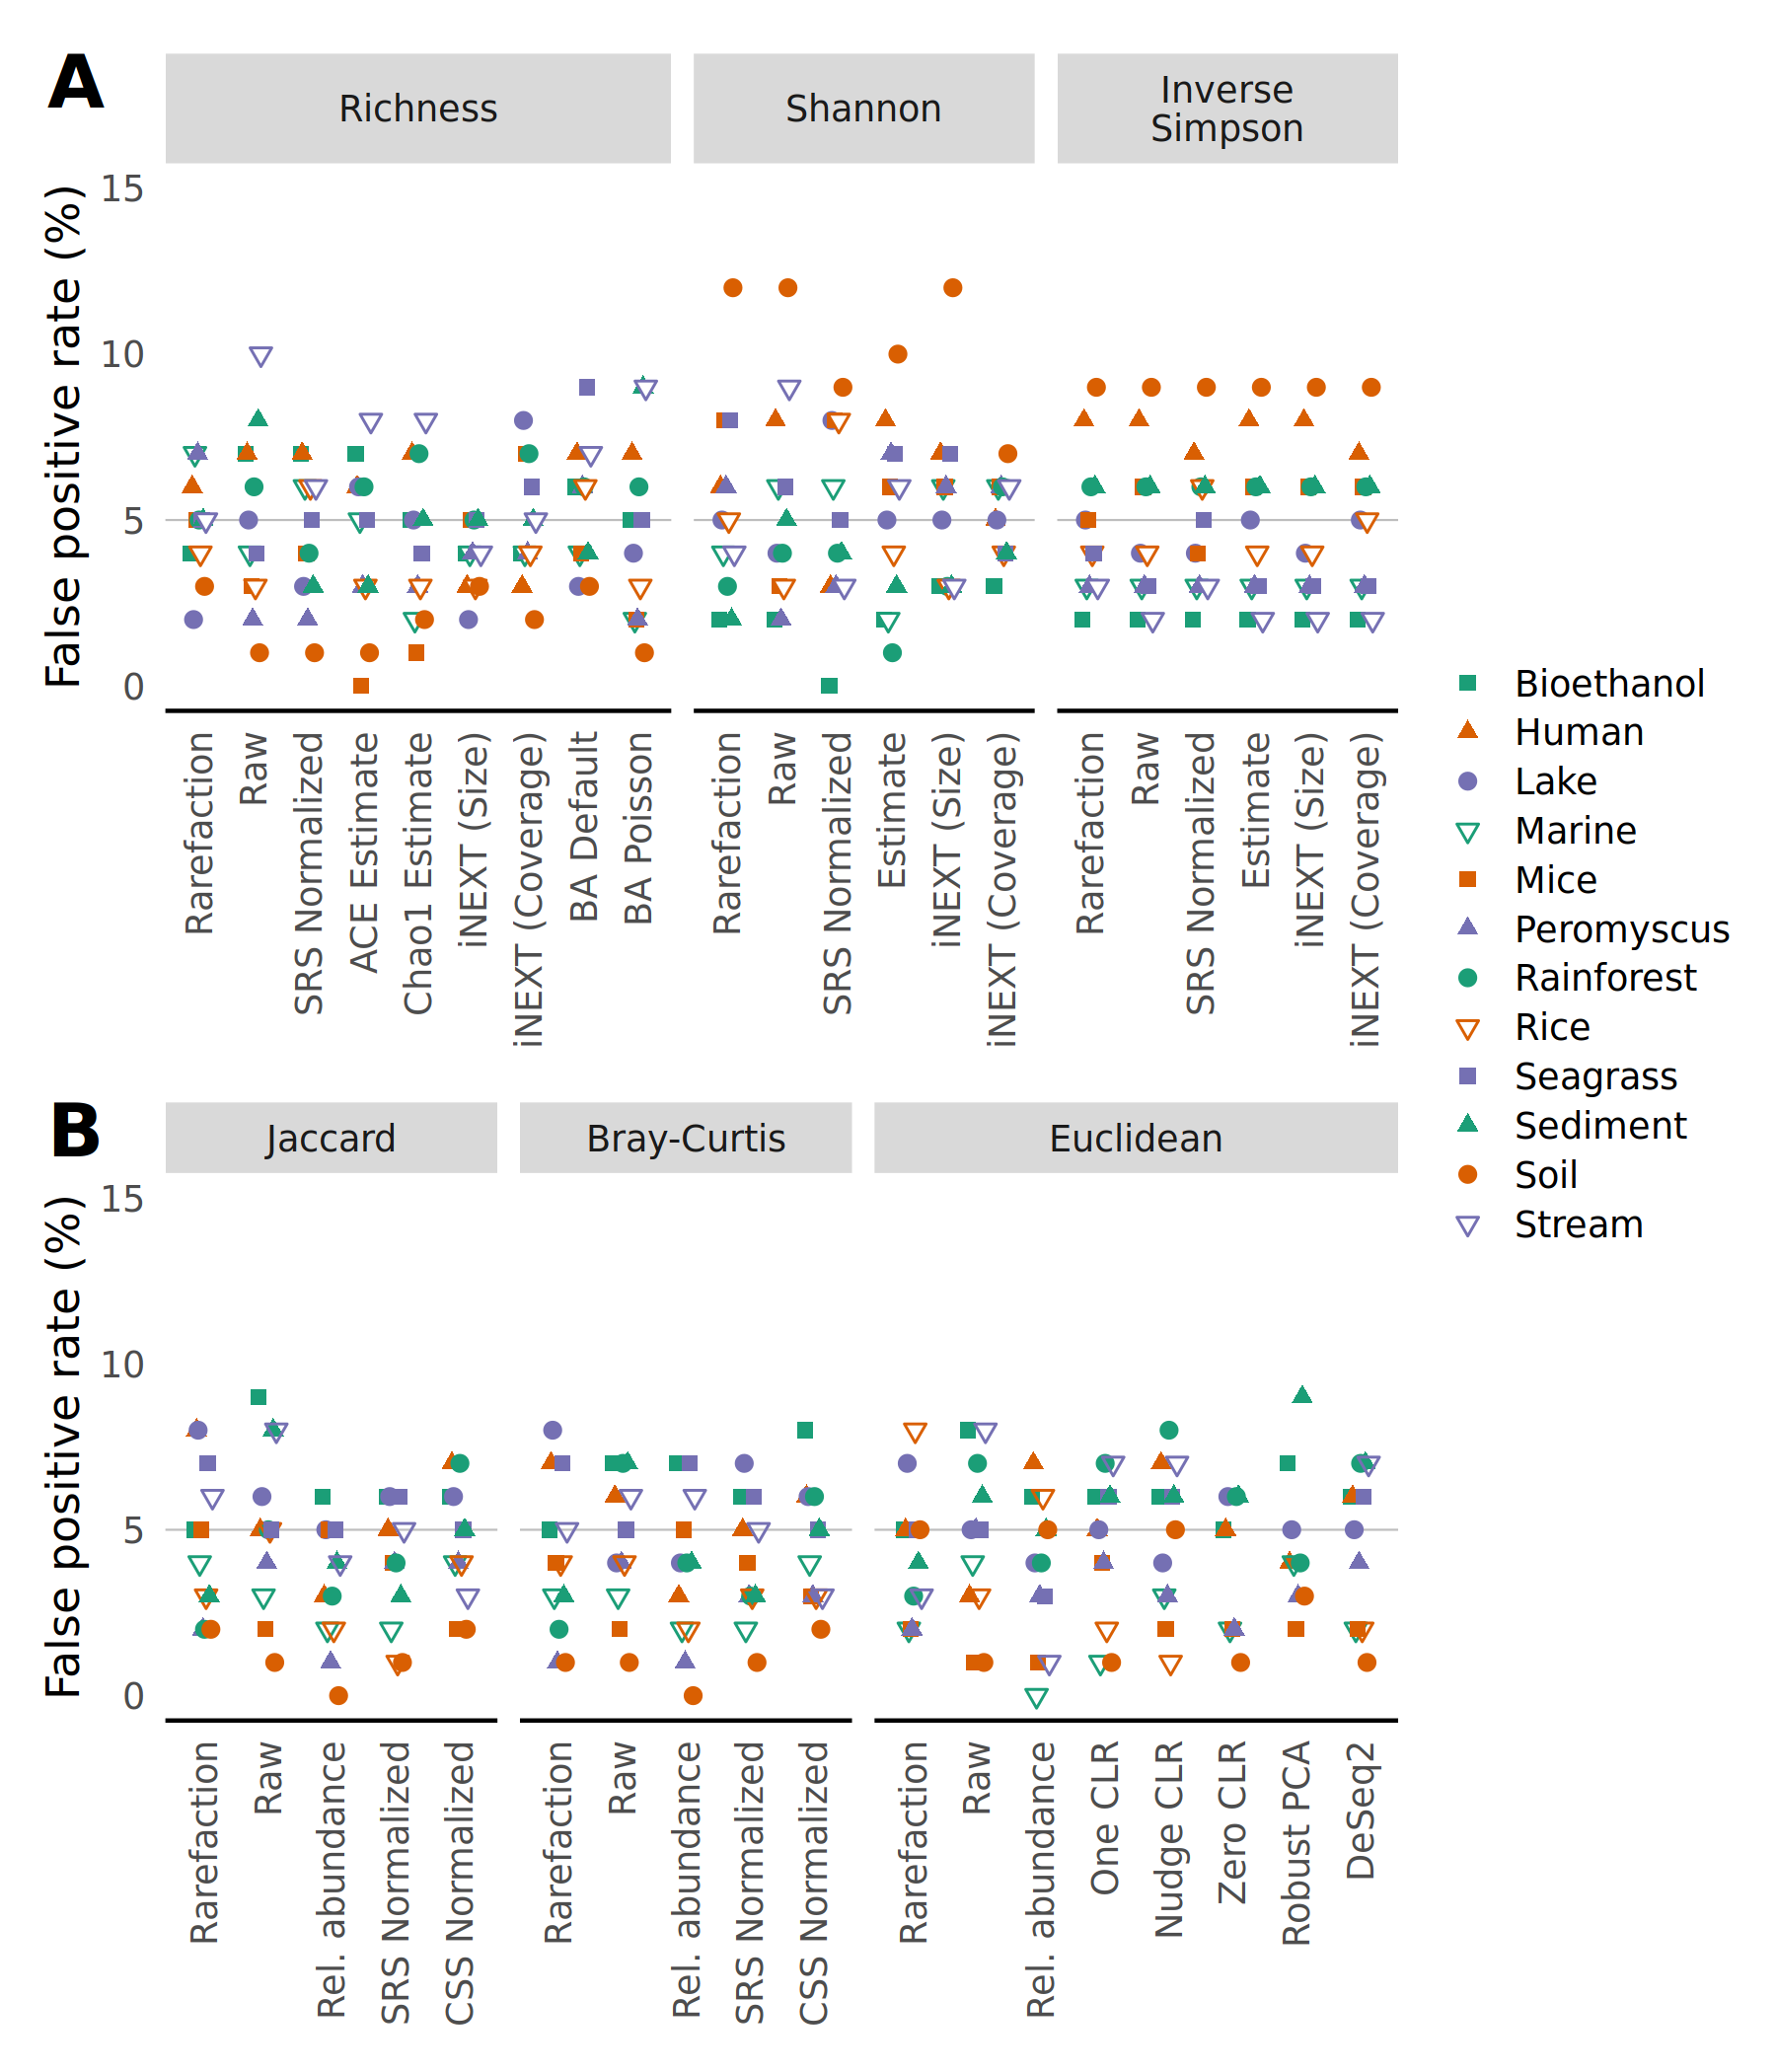 A
Richness
Shannon
Inverse
Simpson
False positive rate (%)
15
10
5
0
Rarefaction
Raw
SRS Normalized
ACE Estimate
Chao1 Estimate
iNEXT (Size)
iNEXT (Coverage)
BA Default
BA Poisson
Rarefaction
Raw
SRS Normalized
Estimate
iNEXT (Size)
iNEXT (Coverage)
Rarefaction
Raw
SRS Normalized
Estimate
iNEXT (Size)
iNEXT (Coverage)
Bioethanol
Human
Lake
Marine
Mice
Peromyscus
Rainforest
Rice
Seagrass
Sediment
Soil
Stream
B
Jaccard
Bray-Curtis
Euclidean
False positive rate (%)
15
10
5
0
Rarefaction
Raw
Rel. abundance
SRS Normalized
CSS Normalized
Rarefaction
Raw
Rel. abundance
SRS Normalized
CSS Normalized
Rarefaction
Raw
Rel. abundance
One CLR
Nudge CLR
Zero CLR
Robust PCA
DeSeq2